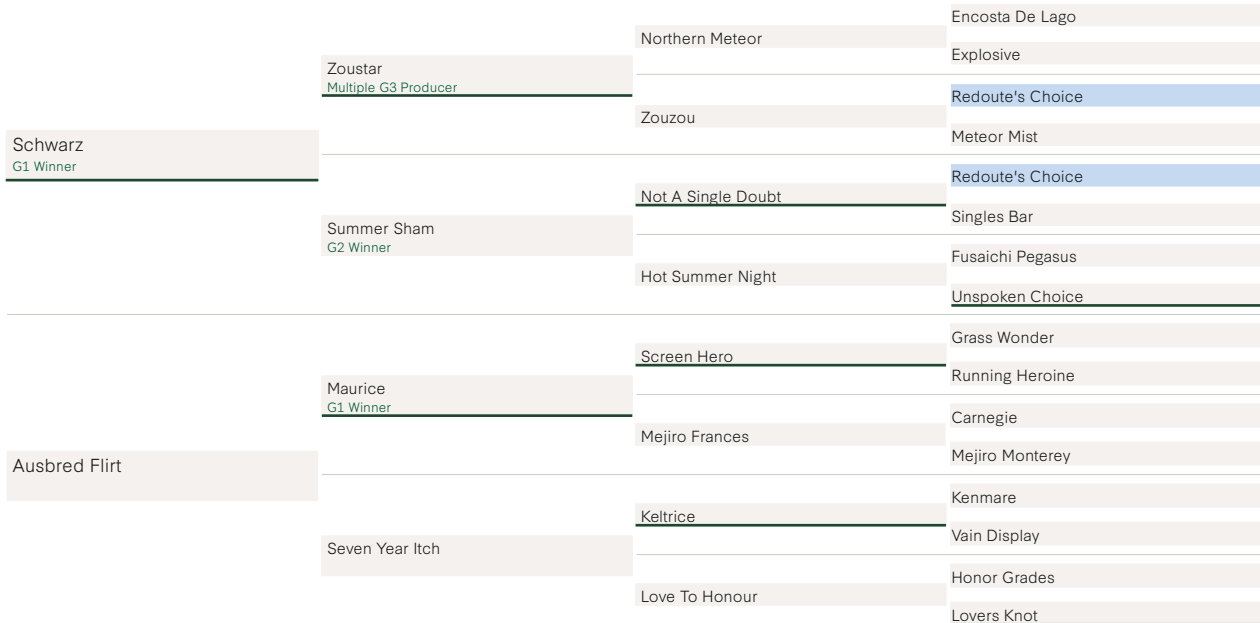 Schwarz
G1 Winner
Ausbred Flirt
Zoustar
Multiple G3 Producer
Summer Sham
G2 Winner
Maurice
G1 Winner
Seven Year Itch
Northern Meteor
Zouzou
Not A Single Doubt
Hot Summer Night
Screen Hero
Mejiro Frances
Keltrice
Love To Honour
Encosta De Lago
Explosive
Redoute's Choice
Meteor Mist
Redoute's Choice
Singles Bar
Fusaichi Pegasus
Unspoken Choice
Grass Wonder
Running Heroine
Carnegie
Mejiro Monterey
Kenmare
Vain Display
Honor Grades
Lovers Knot